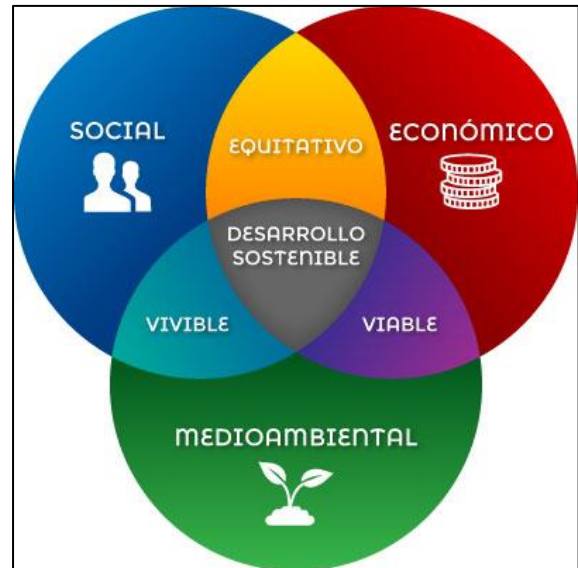 SOCIAL
ECONÓMICO
EQUITATIVO
DESARROLLO
SOSTENIBLE
VIVIBLE
VIABLE
MEDIOAMBIENTAL